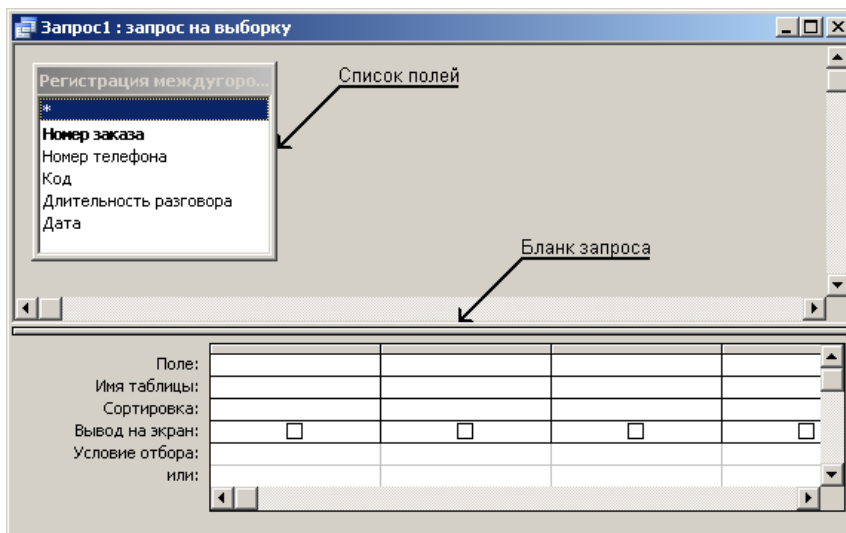 Запрос1 : запрос на выборку
Регистрация междугоро...
Список полей
*
Номер заказа
Номер телефона
Код
Длительность разговора
Дата
Бланк запроса
Поле:
Имя таблицы:
Сортировка:
Вывод на экран:
Условие отбора:
или: